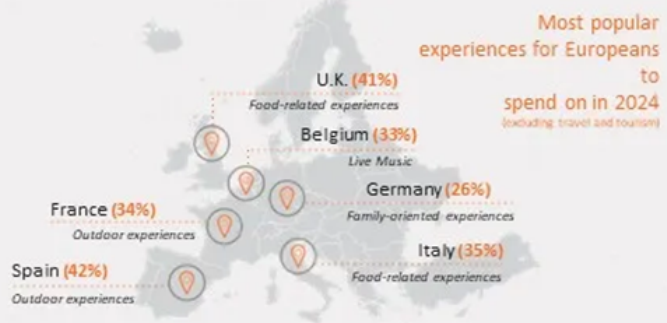 Most popular
experiences for Europeans
to
spend on in 2024
(excluding travel and tourism)
U.K. (41%)
Food-related experiences
Belgium (33%)
Live Music
Germany (26%)
Family-oriented experiences
France (34%)
Outdoor experiences
Italy (35%)
Food-related experiences
Spain (42%)
Outdoor experiences